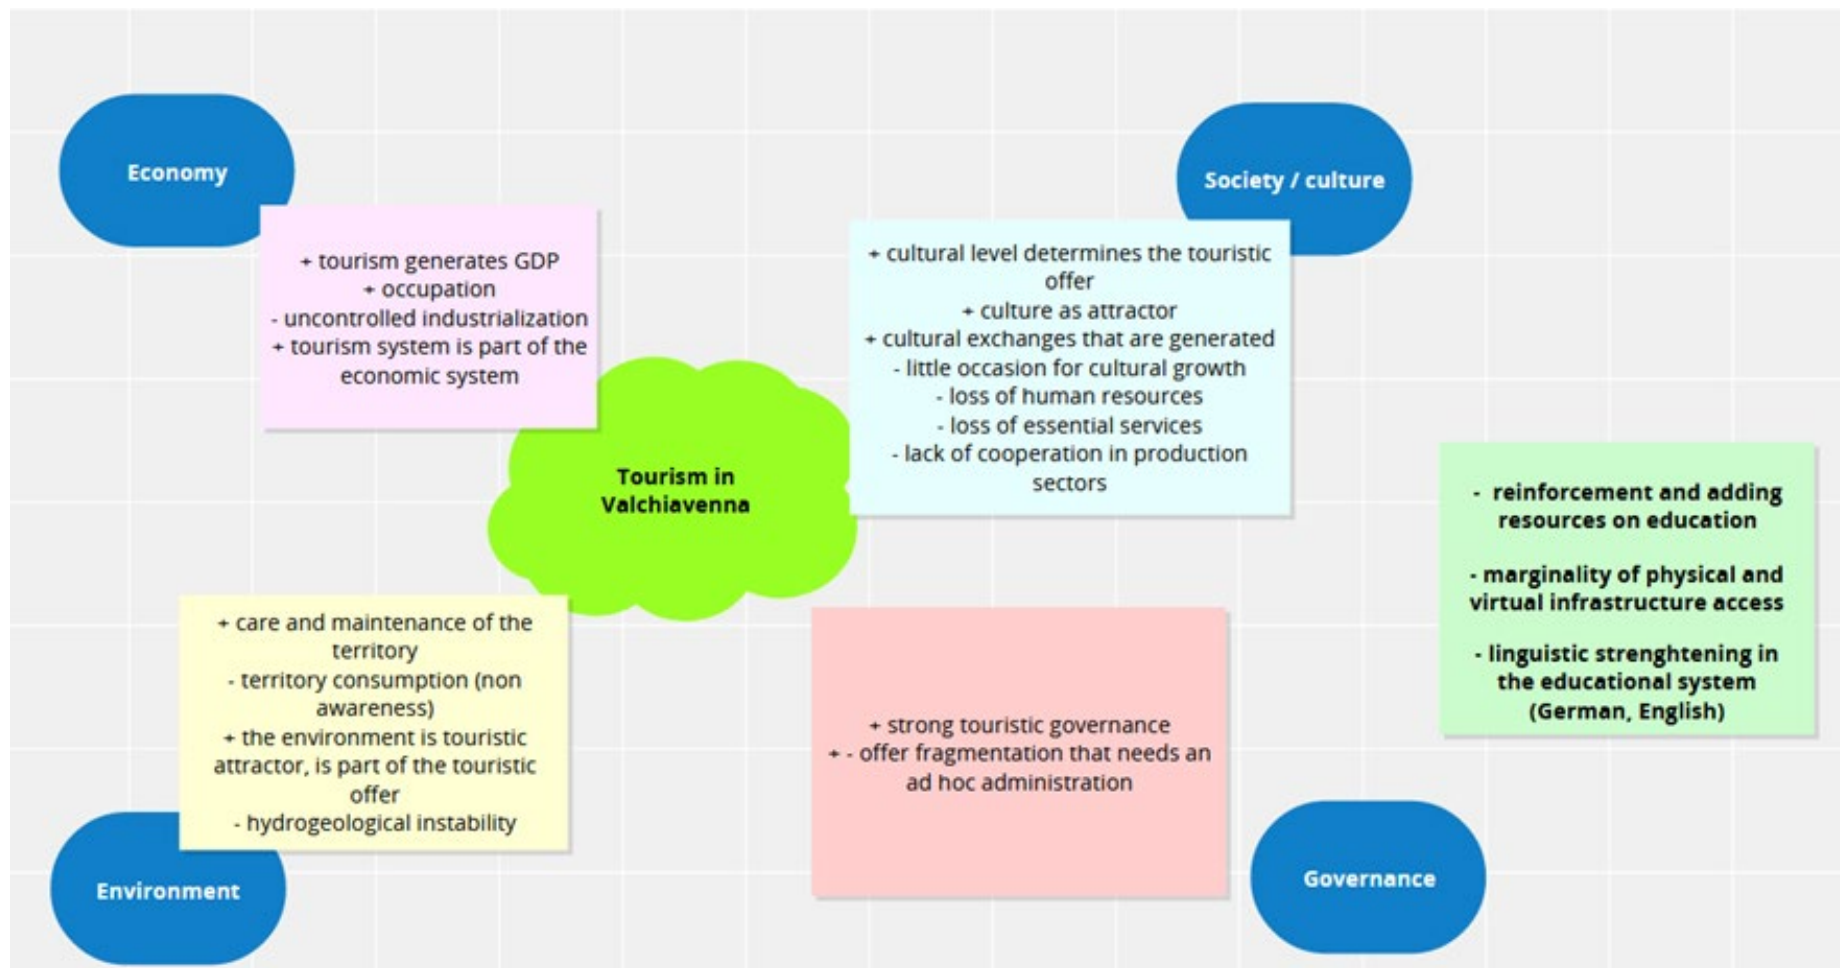 Economy
+ tourism generates GDP
+ occupation
- uncontrolled industrialization
+ tourism system is part of the
economic system
Society / culture
+ cultural level determines the touristic
offer
+ culture as attractor
+ cultural exchanges that are generated
- little occasion for cultural growth
- loss of human resources
- loss of essential services
- lack of cooperation in production
sectors
Tourism in
Valchiavenna
- reinforcement and adding
resources on education
- marginality of physical and
virtual infrastructure access
- linguistic strenghtening in
the educational system
(German, English)
+ care and maintenance of the
territory
- territory consumption (non
awareness)
+ the environment is touristic
attractor, is part of the touristic
offer
- hydrogeological instability
Environment
+ strong touristic governance
+ - offer fragmentation that needs an
ad hoc administration
Governance